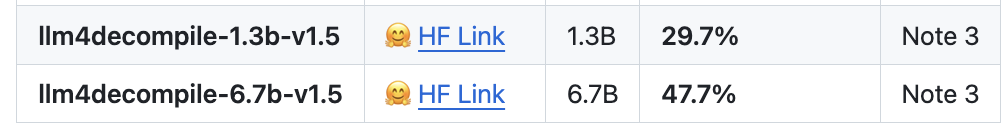 llm4decompile-1.3b-v1.5 🤗 HF Link 1.3B 29.7% Note 3
llm4decompile-6.7b-v1.5 🤗 HF Link 6.7B 47.7% Note 3